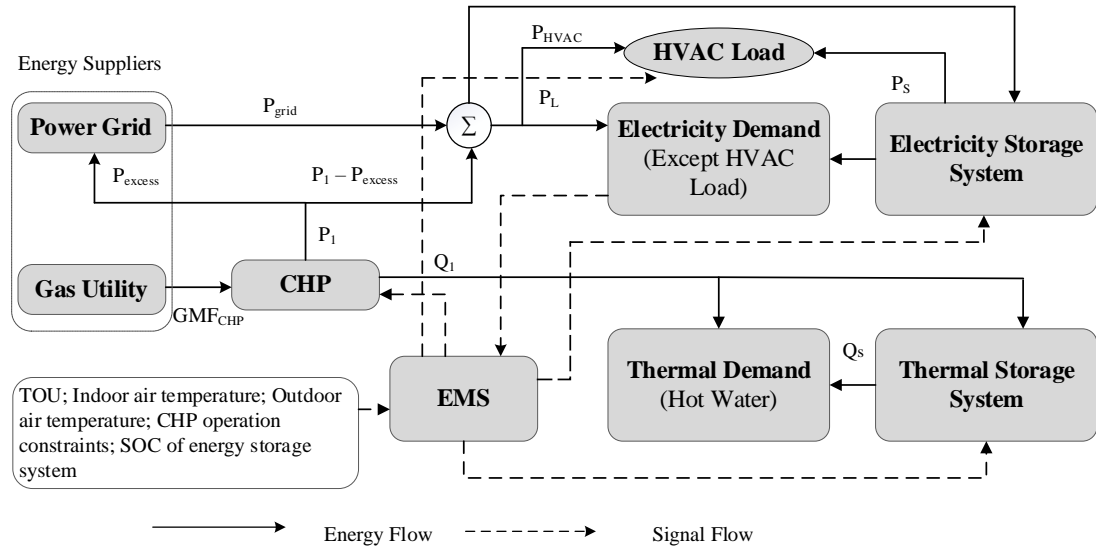 Energy Suppliers
Power Grid
Gas Utility
P_grid
P_excess
P_1 − P_excess
P_1
GMF_CHP
CHP
Q_1
Σ
P_HVAC
P_L
HVAC Load
P_S
Electricity Demand
(Except HVAC
Load)
Electricity Storage
System
Thermal Demand
(Hot Water)
Qs
Thermal Storage
System
EMS
TOU; Indoor air temperature; Outdoor
air temperature; CHP operation
constraints; SOC of energy storage
system
Energy Flow
Signal Flow